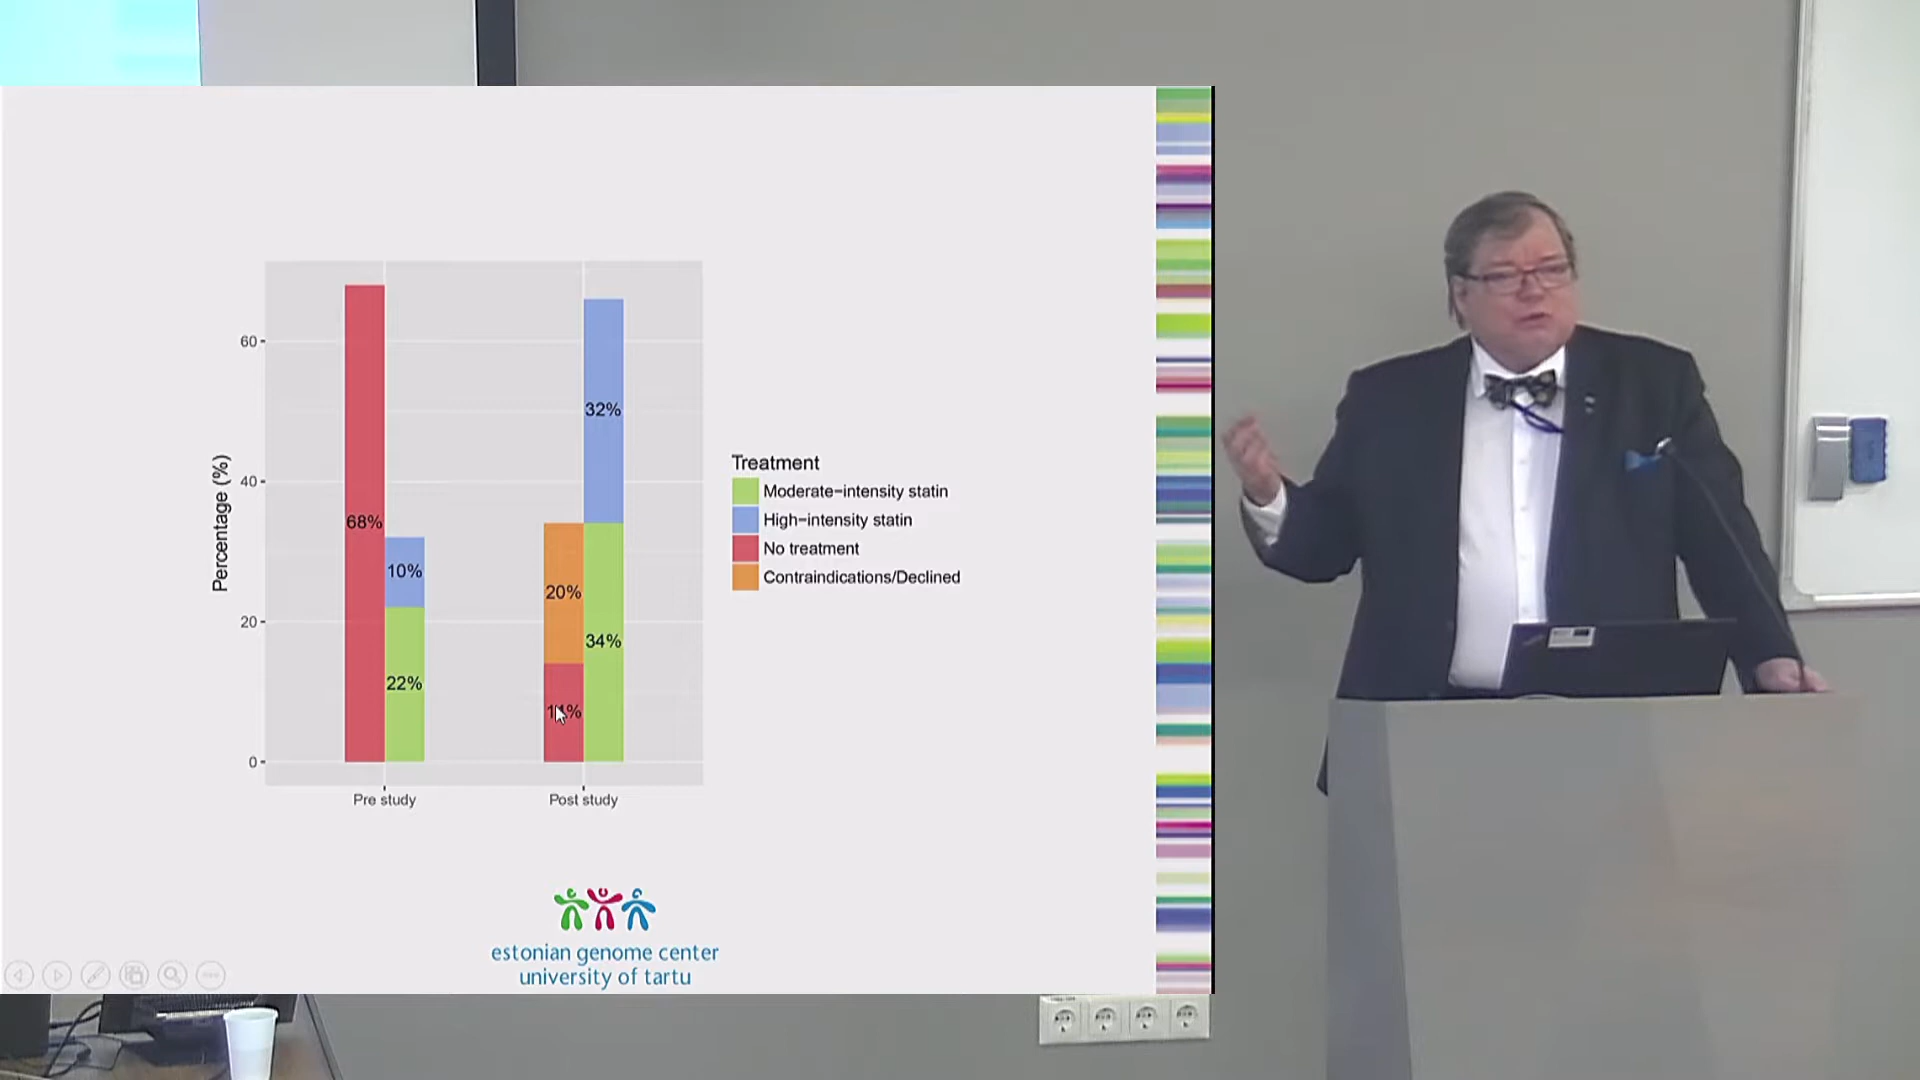 60
40
20
0
Percentage (%)
68%
10%
22%
32%
20%
34%
14%
Pre study
Post study
Treatment
Moderate-intensity statin
High-intensity statin
No treatment
Contraindications/Declined
estonian genome center
university of tartu